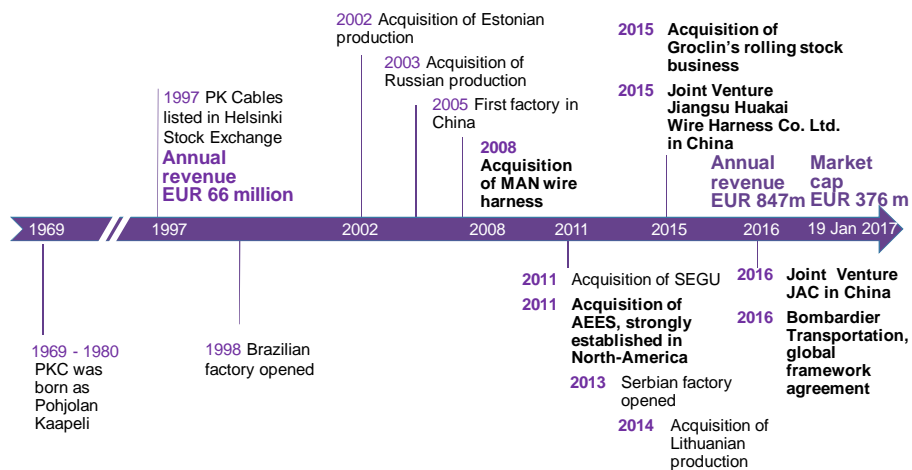 2002 Acquisition of Estonian
production
2003 Acquisition of
Russian production
2005 First factory in
China
2008
Acquisition
of MAN wire
harness
1997 PK Cables
listed in Helsinki
Stock Exchange
Annual
revenue
EUR 66 million
2015 Acquisition of
Groclin's rolling stock
business
2015 Joint Venture
Jiangsu Huakai
Wire Harness Co. Ltd.
in China
Annual
revenue
EUR 847m
Market
cap
EUR 376 m
1969 1997 2002 2008 2011 2015 2016 19 Jan 2017
1969 - 1980
PKC was
born as
Pohjolan
Kaapeli
1998 Brazilian
factory opened
2011 Acquisition of SEGU
2011 Acquisition of
AEES, strongly
established in
North-America
2013 Serbian factory
opened
2014 Acquisition of
Lithuanian
production
2016 Joint Venture
JAC in China
2016 Bombardier
Transportation,
global
framework
agreement